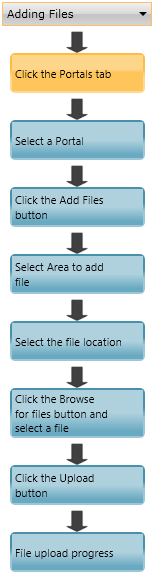 Adding Files
Click the Portals tab
Select a Portal
Click the Add Files
button
Select Area to add
file
Select the file location
Click the Browse
for files button and
select a file
Click the Upload
button
File upload progress